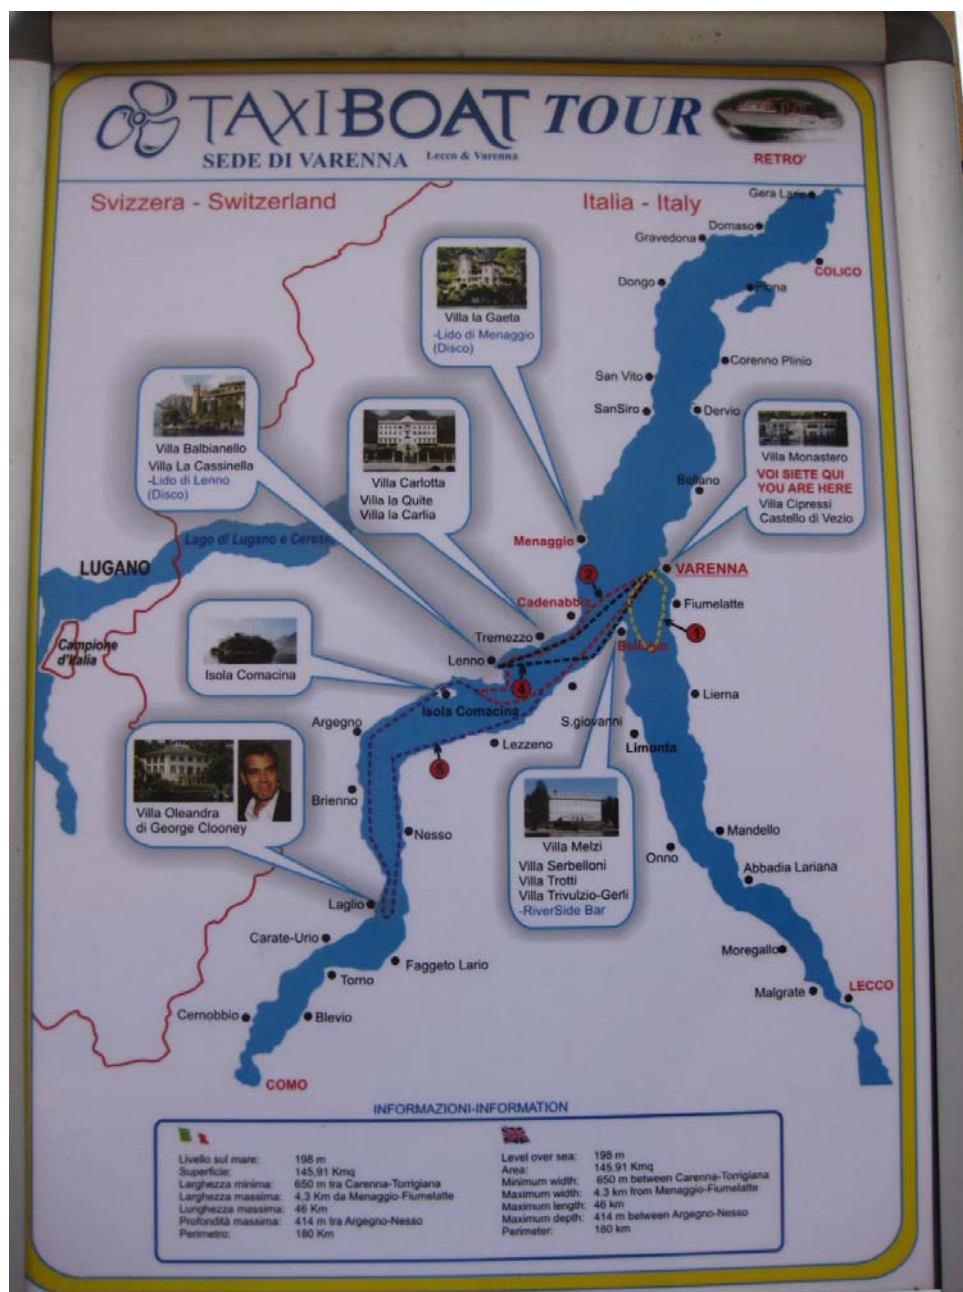 TAXIBOAT TOUR
SEDE DI VARENNA Lecco & Varenna
RETRO'
Svizzera - Switzerland
Italia - Italy
Gera Lario
Domaso
Gravedona
COLICO
Dongo
Piona
Villa la Gaeta
-Lido di Menaggio
(Disco)
Corenno Plinio
San Vito
SanSiro
Dervio
Villa Balbianello
Villa La Cassinella
-Lido di Lenno
(Disco)
Villa Carlotta
Villa la Quite
Villa la Carlia
Villa Monastero
VOI SIETE QUI
YOU ARE HERE
Villa Cipressi
Castello di Vezio
Bellano
Menaggio
Lago di Lugano e Ceresio
LUGANO
VARENNA
2
Cadenabbia
Fiumelatte
1
Tremezzo
Campione
d'Italia
Bellagio
Lenno
Isola Comacina
4
Isola Comacina
Lierna
Argegno
S.giovanni
Limonta
Lezzeno
5
Villa Oleandra
di George Clooney
Brienno
Nesso
Villa Melzi
Villa Serbelloni
Villa Trotti
Villa Trivulzio-Gerli
-RiverSide Bar
Mandello
Onno
Abbadia Lariana
Laglio
Carate-Urio
Moregallo
Faggeto Lario
Torno
Malgrate
LECCO
Cernobbio
Blevio
COMO
INFORMAZIONI-INFORMATION
Livello sul mare: 198 m
Superficie: 145,91 Kmq
Larghezza minima: 650 m tra Carenna-Torrigiana
Larghezza massima: 4,3 Km da Menaggio-Fiumelatte
Lunghezza massima: 46 Km
Profondità massima: 414 m tra Argegno-Nesso
Perimetro: 180 Km
Level over sea: 198 m
Area: 145.91 Kmq
Minimum width: 650 m between Carenna-Torrigiana
Maximum width: 4.3 km from Menaggio-Fiumelatte
Maximum length: 46 km
Maximum depth: 414 m between Argegno-Nesso
Perimeter: 180 km